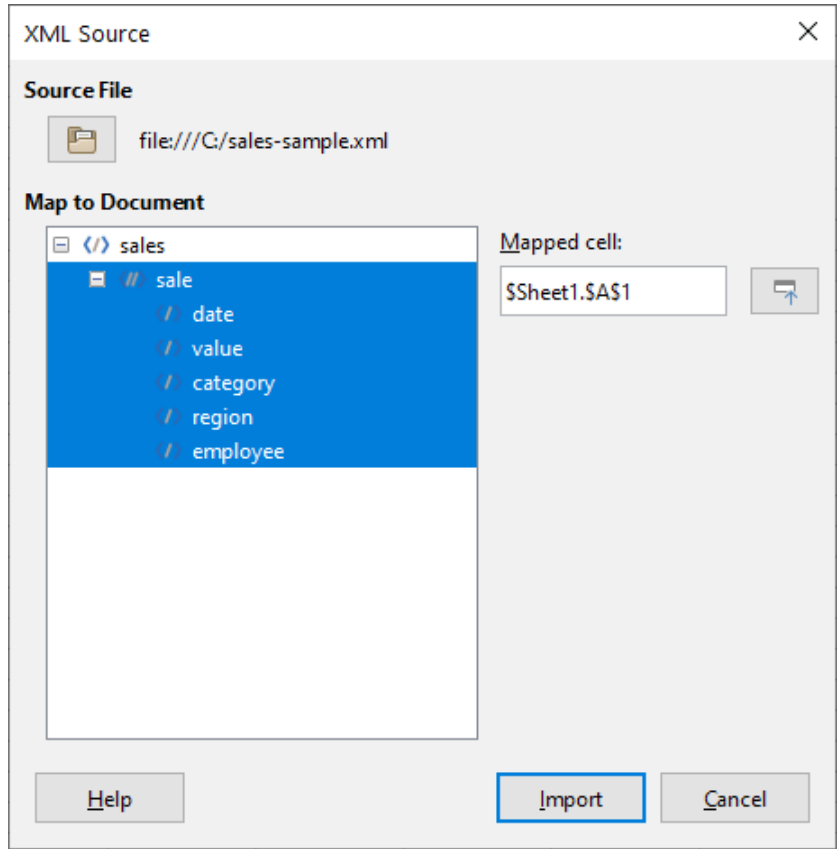 XML Source
Source File
file:///C:/sales-sample.xml
Map to Document
sales
sale
date
value
category
region
employee
Mapped cell:
$Sheet1.$A$1
Help
Import
Cancel